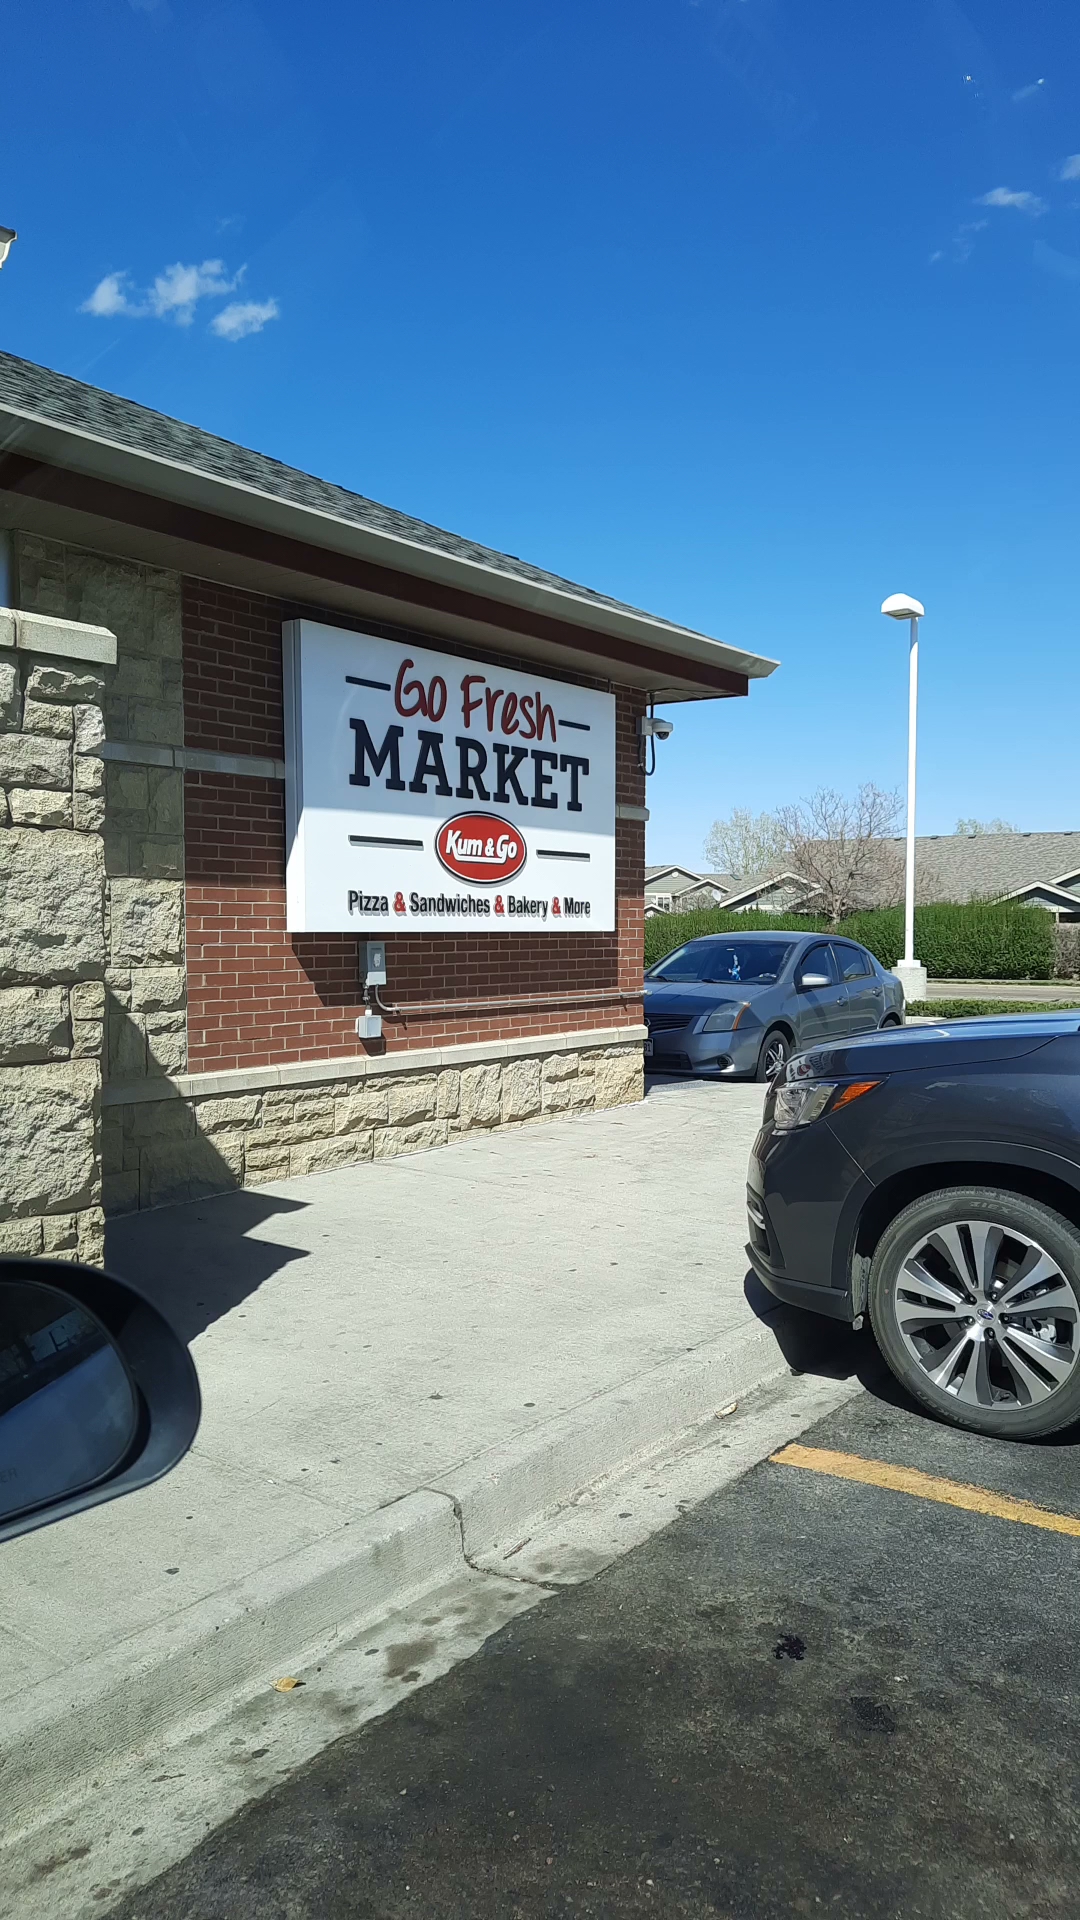 Go Fresh
MARKET
Kum & Go
Pizza & Sandwiches & Bakery & More